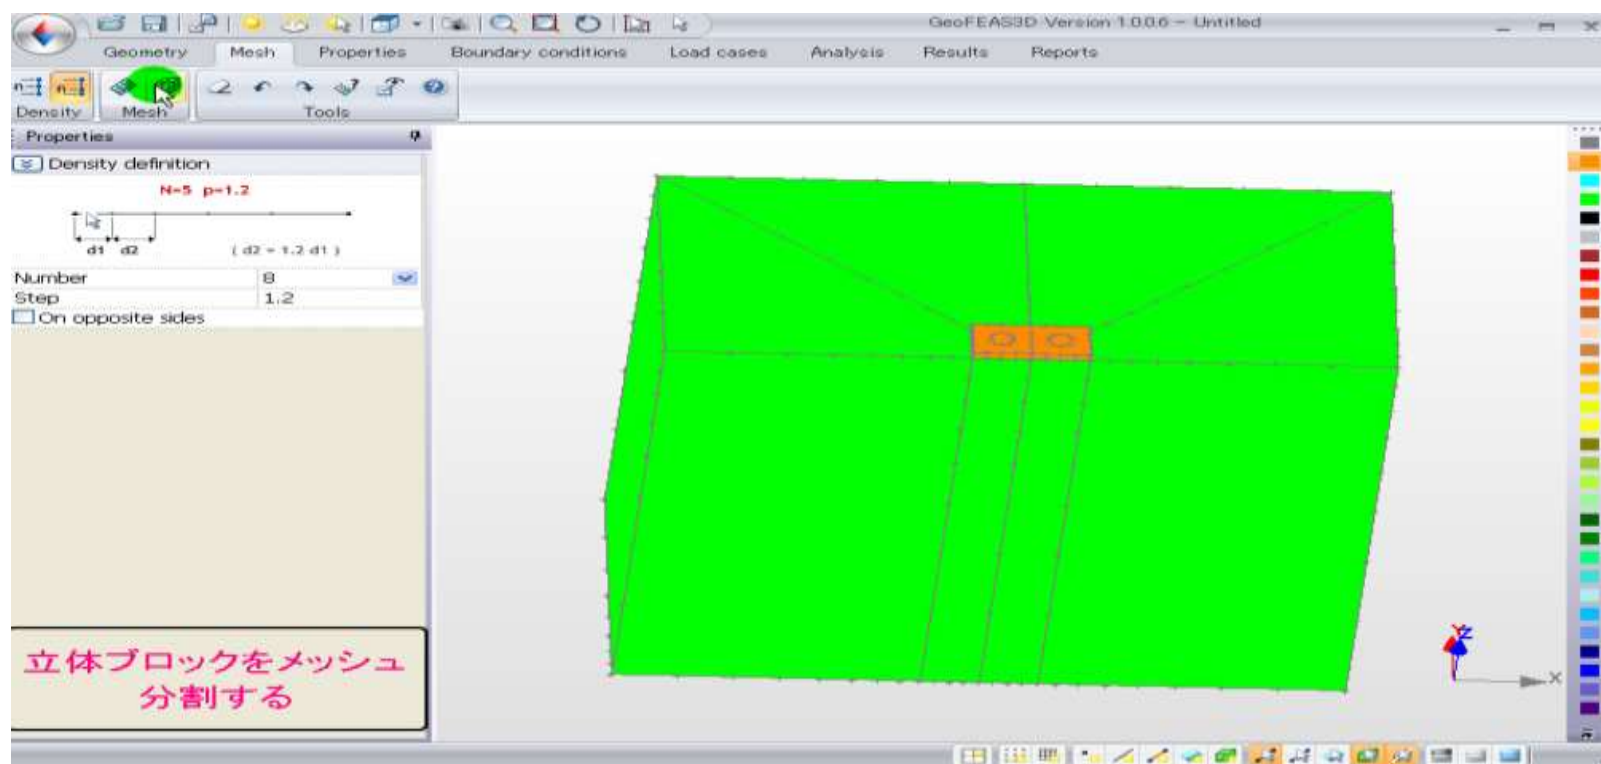 GeoFEAS3D Version 1.0.0.6 - Untitled
Geometry Mesh Properties Boundary conditions Load cases Analysis Results Reports
Density Mesh Tools
Properties
Density definition
N=5 p=1.2
d1 d2 ( d2 = 1.2 d1 )
Number 8
Step 1.2
On opposite sides
立体ブロックをメッシュ
分割する
Y Z
X